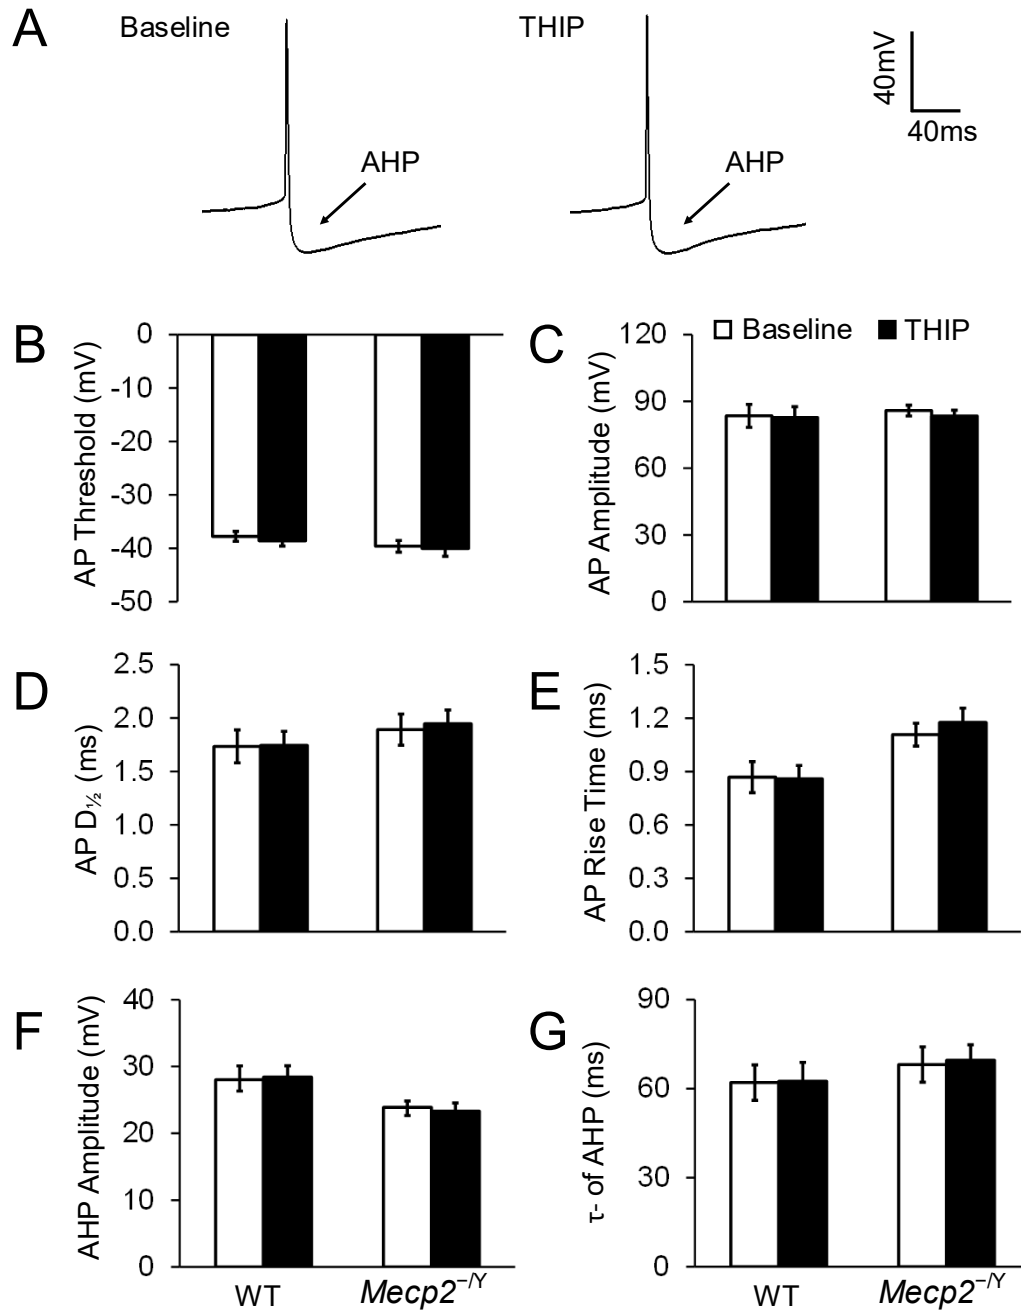 A
Baseline
THIP
40mV
40ms
AHP
AHP
B
AP Threshold (mV)
0
-10
-20
-30
-40
-50
C
AP Amplitude (mV)
120
90
60
30
0
Baseline
THIP
D
AP D½ (ms)
2.5
2.0
1.5
1.0
0.5
0.0
E
AP Rise Time (ms)
1.5
1.2
0.9
0.6
0.3
0.0
F
AHP Amplitude (mV)
40
30
20
10
0
WT
Mecp2−/Y
G
τ- of AHP (ms)
90
60
30
0
WT
Mecp2−/Y